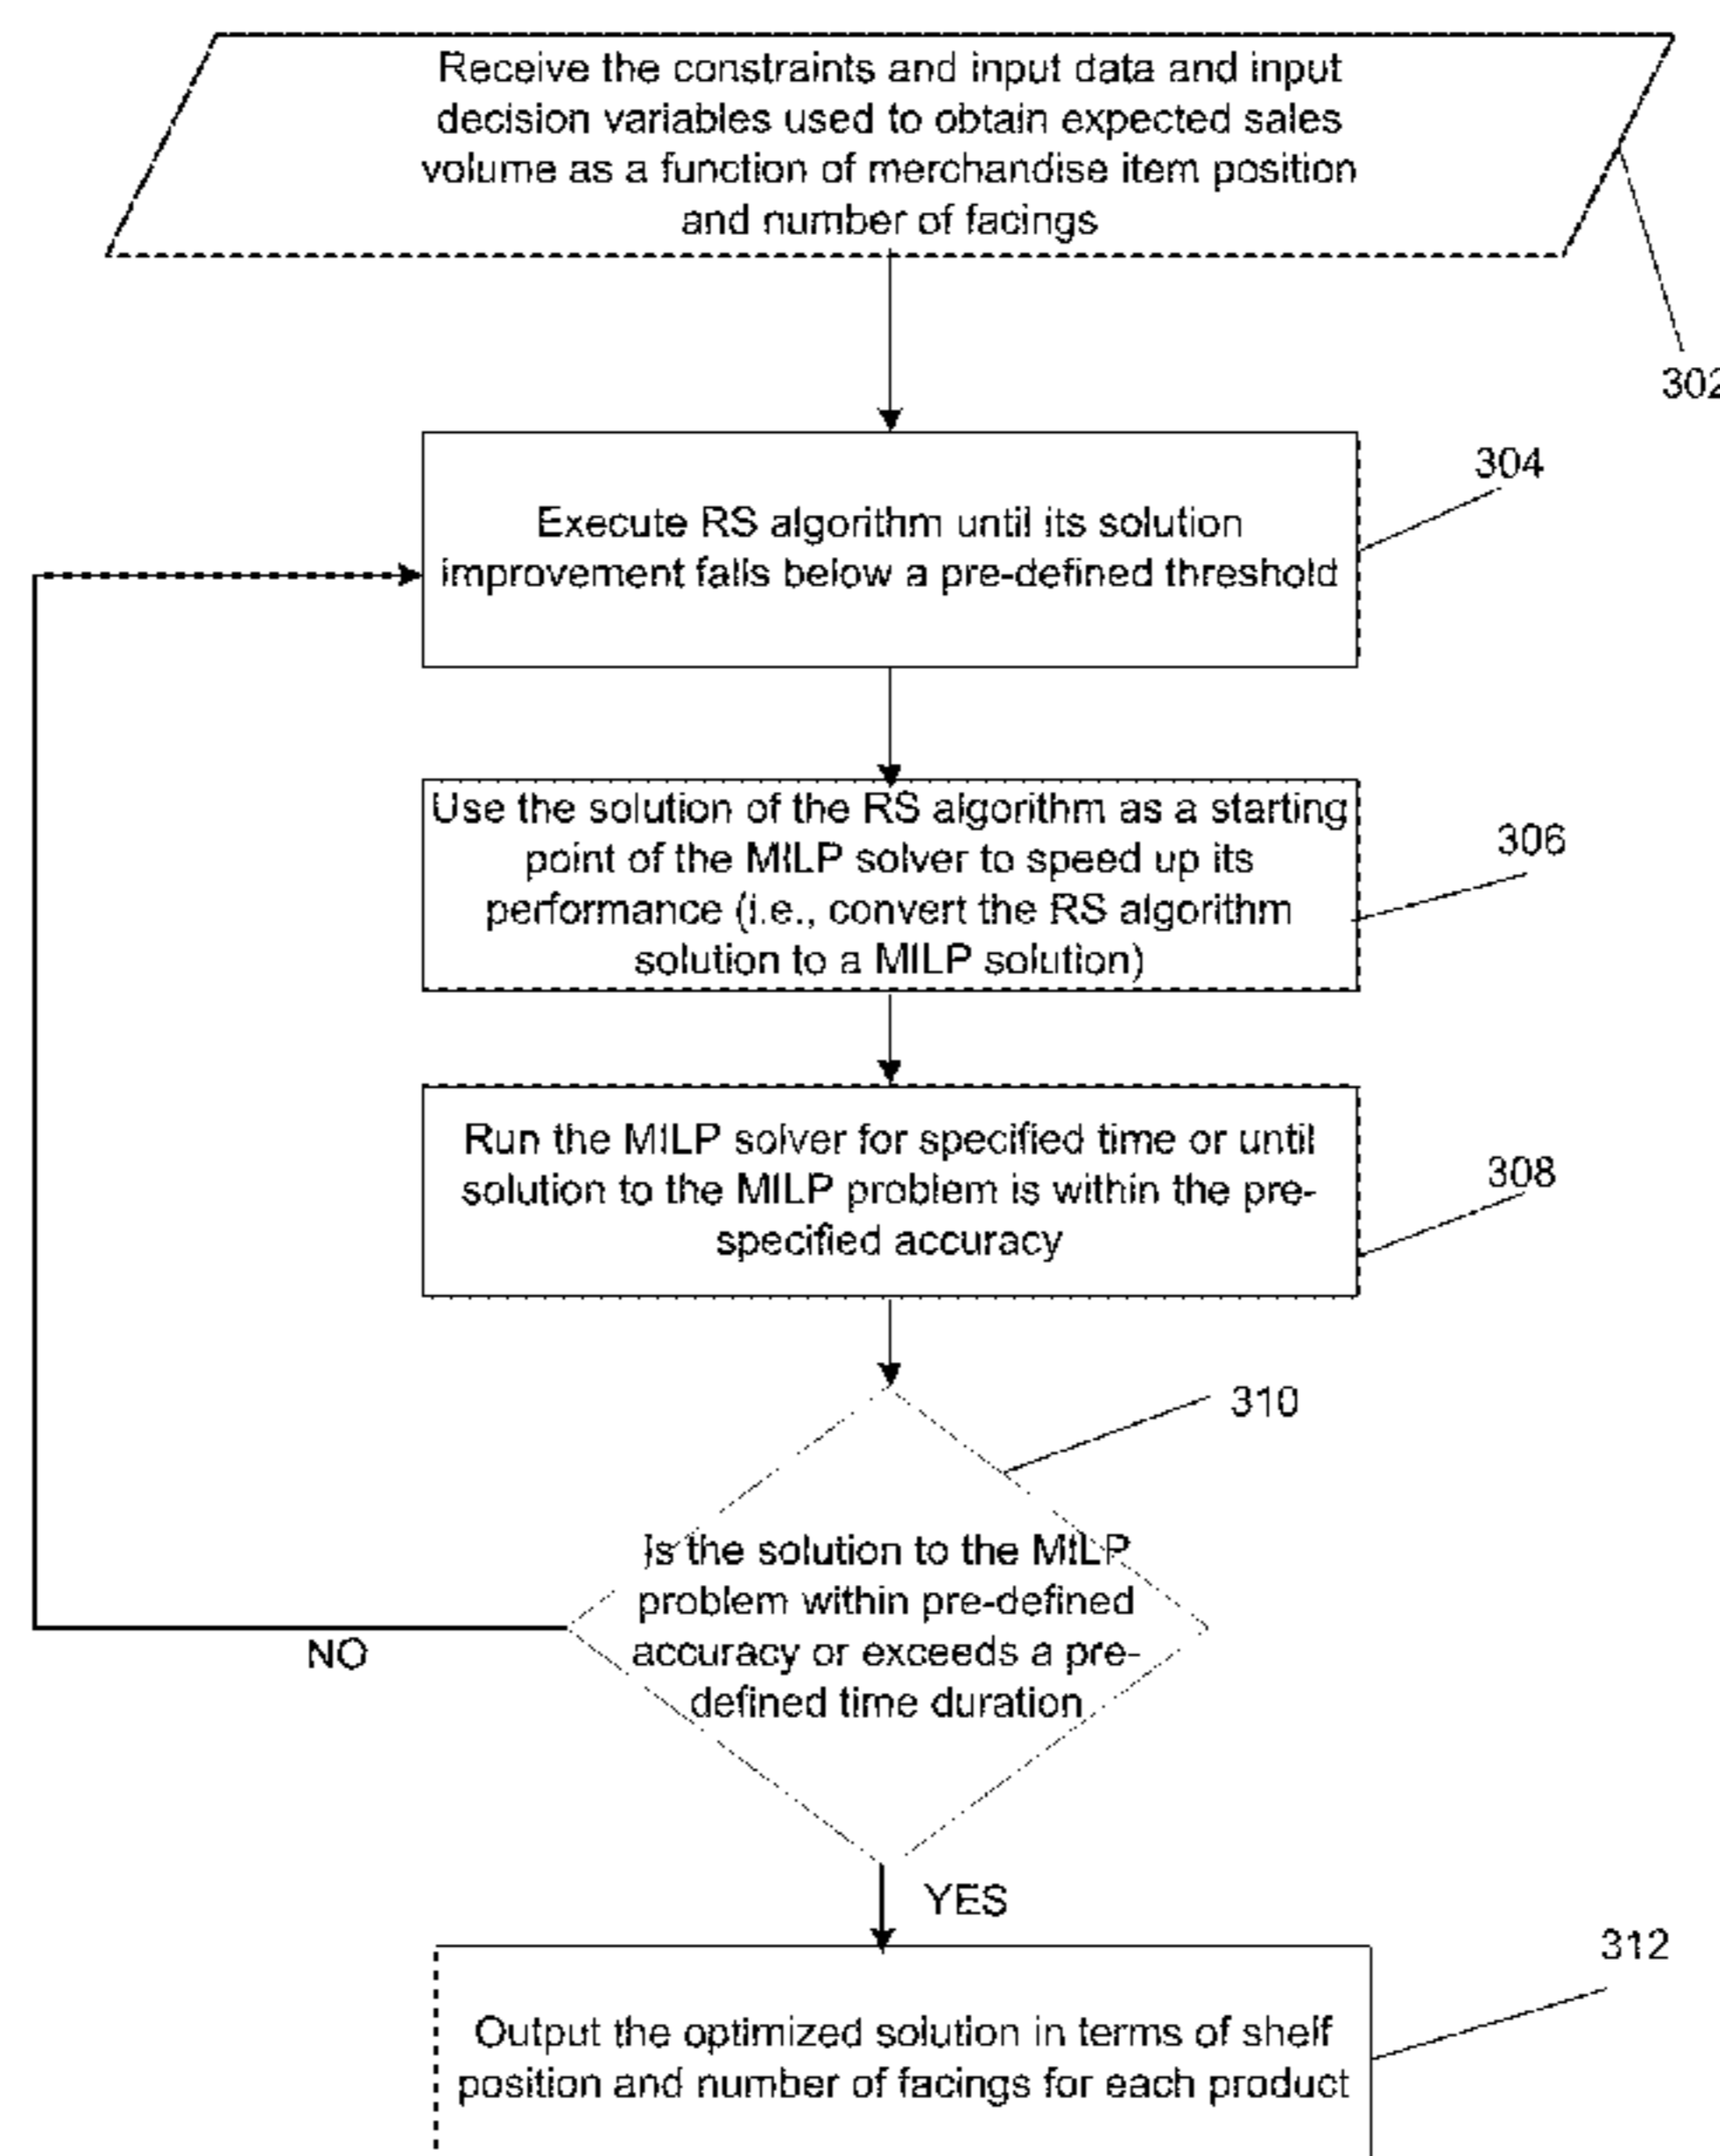 Receive the constraints and input data and input
decision variables used to obtain expected sales
volume as a function of merchandise item position
and number of facings
302
304
Execute RS algorithm until its solution
improvement falls below a pre-defined threshold
Use the solution of the RS algorithm as a starting
point of the MILP solver to speed up its
performance (i.e., convert the RS algorithm
solution to a MILP solution)
306
Run the MILP solver for specified time or until
solution to the MILP problem is within the pre-
specified accuracy
308
310
Is the solution to the MILP
problem within pre-defined
accuracy or exceeds a pre-
defined time duration
NO
YES
312
Output the optimized solution in terms of shelf
position and number of facings for each product